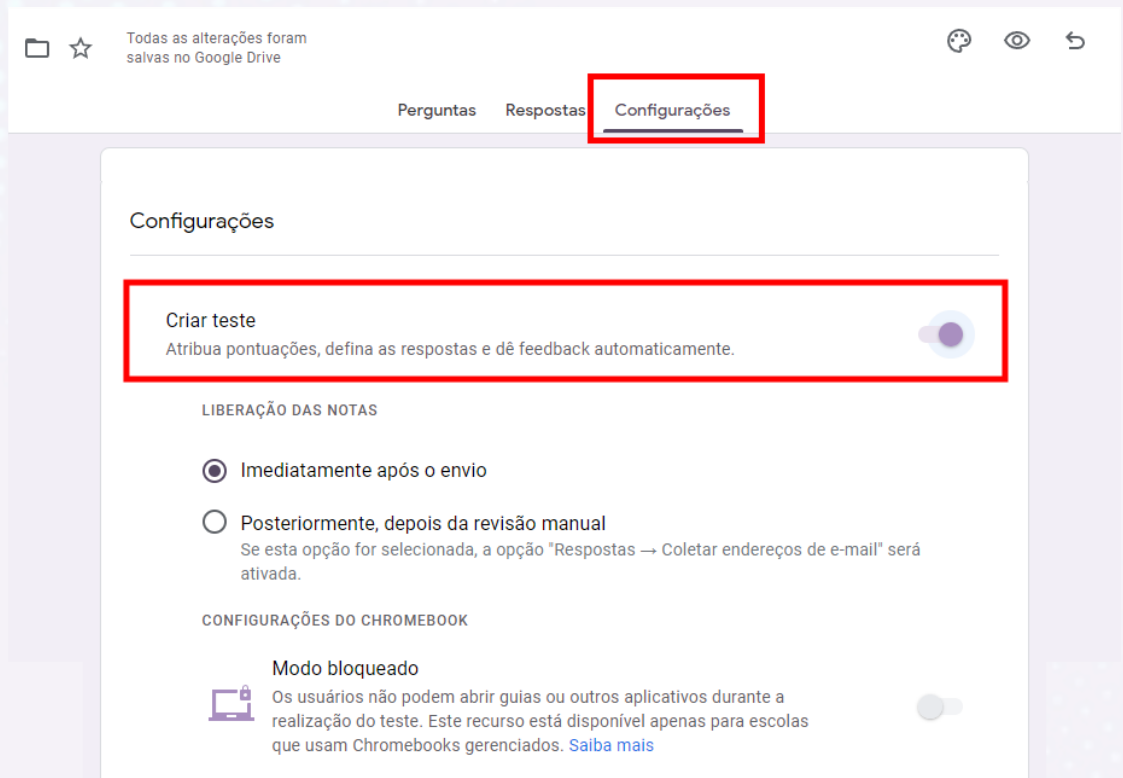 Todas as alterações foram
salvas no Google Drive
Perguntas Respostas Configurações
Configurações
Criar teste
Atribua pontuações, defina as respostas e dê feedback automaticamente.
LIBERAÇÃO DAS NOTAS
Imediatamente após o envio
Posteriormente, depois da revisão manual
Se esta opção for selecionada, a opção "Respostas → Coletar endereços de e-mail" será
ativada.
CONFIGURAÇÕES DO CHROMEBOOK
Modo bloqueado
Os usuários não podem abrir guias ou outros aplicativos durante a
realização do teste. Este recurso está disponível apenas para escolas
que usam Chromebooks gerenciados. Saiba mais